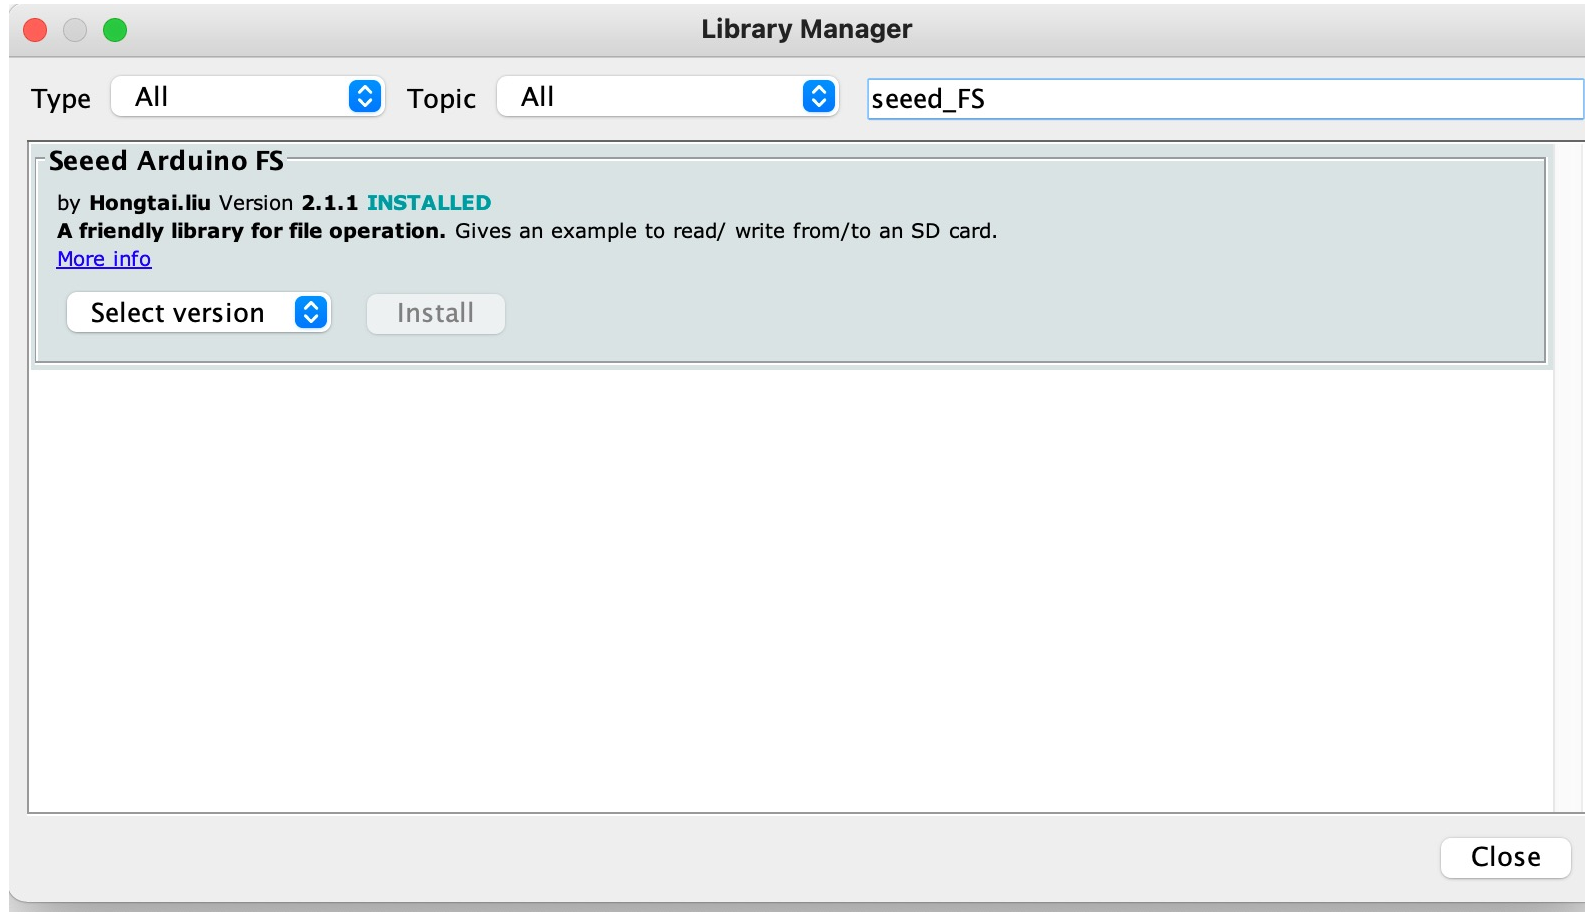 Library Manager
Type All Topic All seeed_FS
Seeed Arduino FS
by Hongtai.liu Version 2.1.1 INSTALLED
A friendly library for file operation. Gives an example to read/ write from/to an SD card.
More info
Select version Install
Close